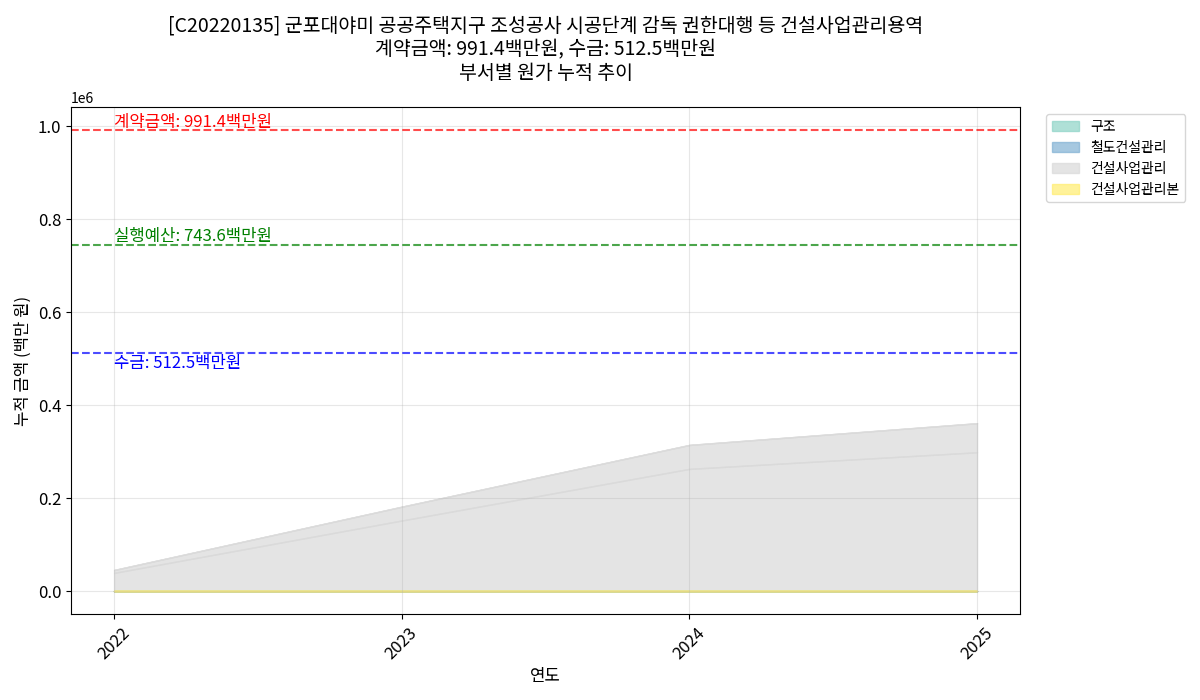 [C20220135] 군포대야미 공공주택지구 조성공사 시공단계 감독 권한대행 등 건설사업관리용역
계약금액: 991.4백만원, 수금: 512.5백만원
부서별 원가 누적 추이
1e6
1.0
0.8
0.6
0.4
0.2
0.0
누적 금액 (백만 원)
계약금액: 991.4백만원
실행예산: 743.6백만원
수금: 512.5백만원
2022
2023
2024
2025
연도
구조
철도건설관리
건설사업관리
건설사업관리본